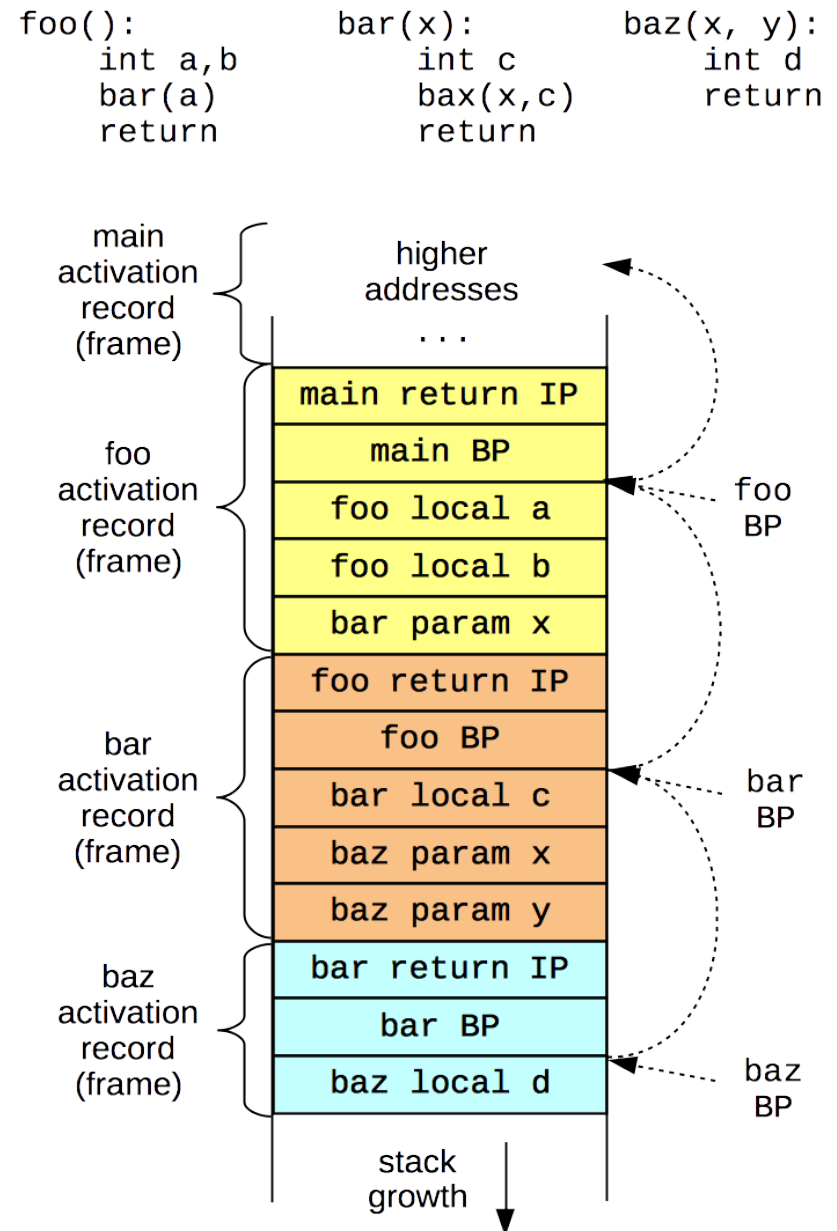 foo():
    int a,b
    bar(a)
    return
bar(x):
    int c
    bax(x,c)
    return
baz(x, y):
    int d
    return
main
activation
record
(frame)
higher
addresses
...
main return IP
main BP
foo local a
foo local b
bar param x
foo
activation
record
(frame)
foo
BP
foo return IP
foo BP
bar local c
baz param x
baz param y
bar
activation
record
(frame)
bar
BP
bar return IP
bar BP
baz local d
baz
activation
record
(frame)
baz
BP
stack
growth